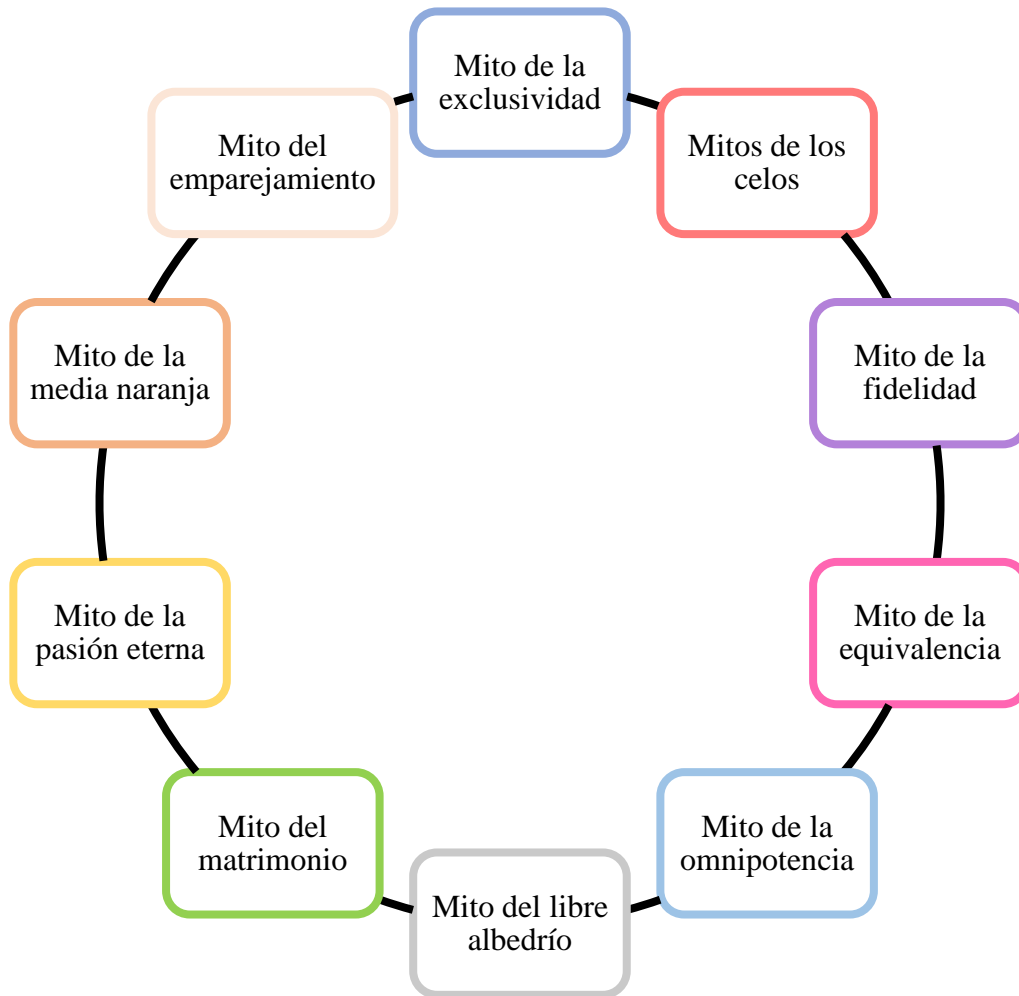 Mito de la
exclusividad
Mitos de los
celos
Mito de la
fidelidad
Mito de la
equivalencia
Mito de la
omnipotencia
Mito del libre
albedrío
Mito del
matrimonio
Mito de la
pasión eterna
Mito de la
media naranja
Mito del
emparejamiento